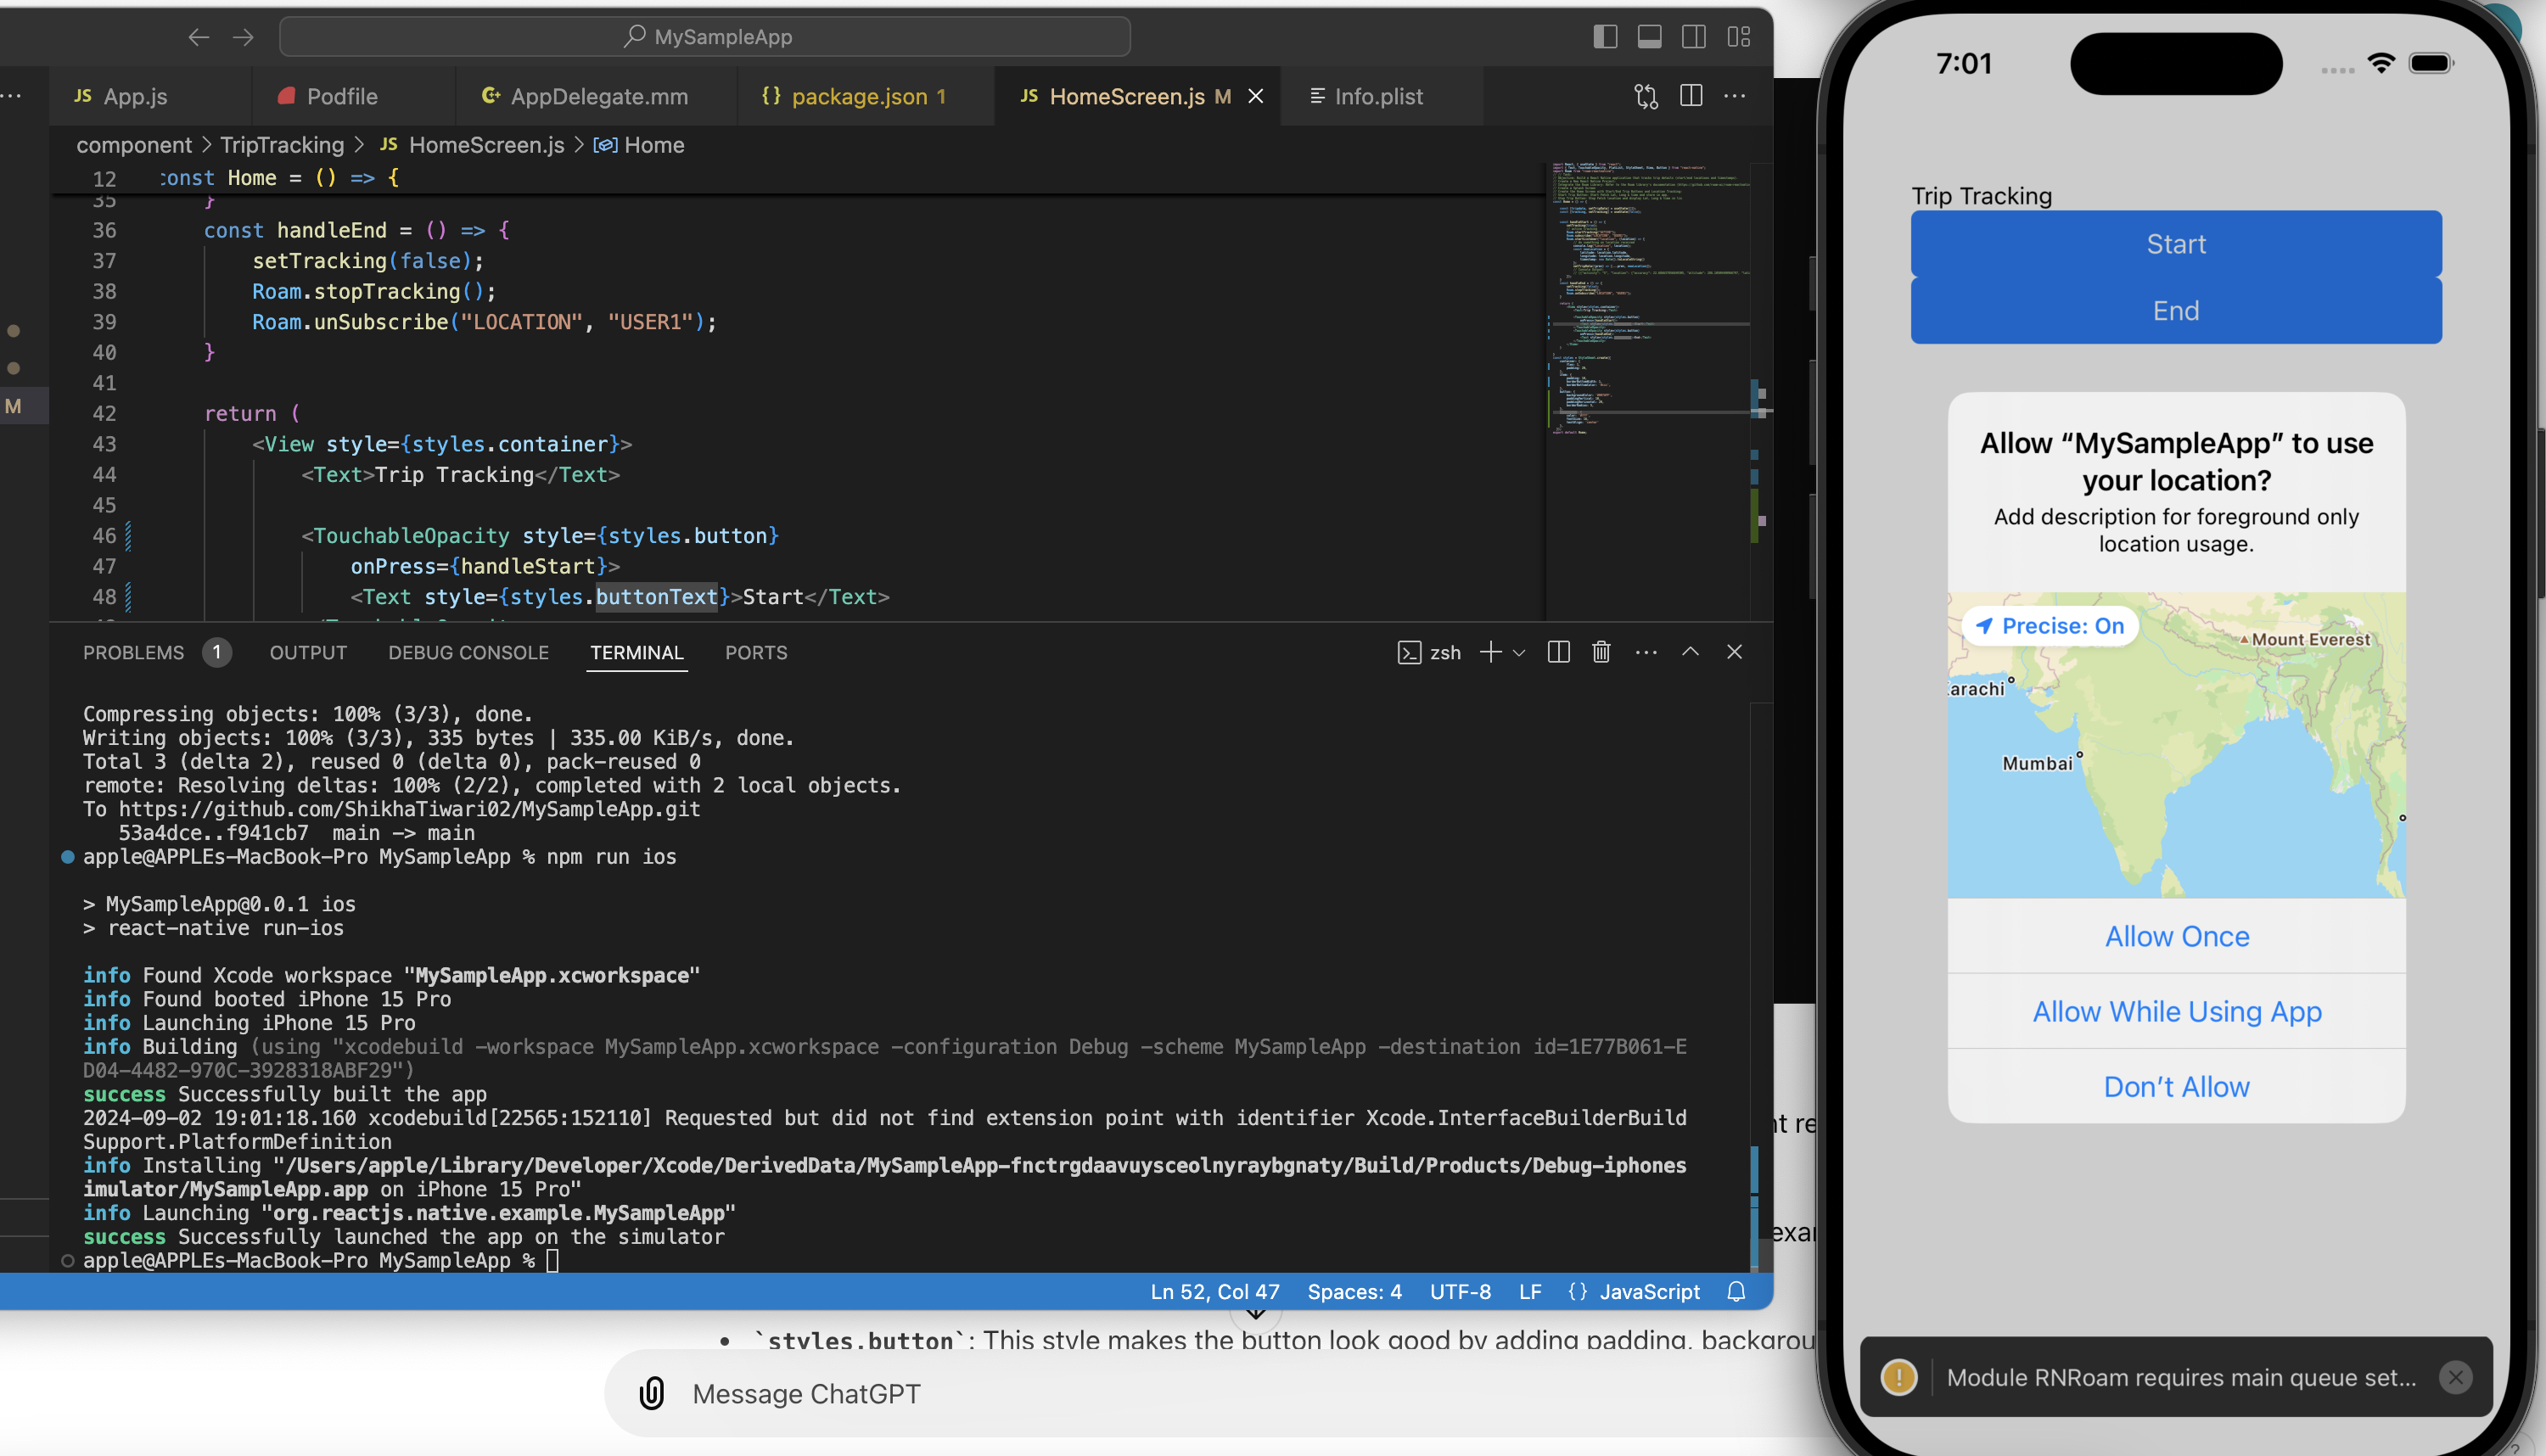 MySampleApp
JS App.js
Podfile
AppDelegate.mm
{} package.json 1
JS HomeScreen.js M
Info.plist
component > TripTracking > JS HomeScreen.js > Home
12 const Home = () => {
35 }
36 const handleEnd = () => {
37 setTracking(false);
38 Roam.stopTracking();
39 Roam.unSubscribe("LOCATION", "USER1");
40 }
41
42 return (
43 <View style={styles.container}>
44 <Text>Trip Tracking</Text>
45
46 <TouchableOpacity style={styles.button}
47 onPress={handleStart}>
48 <Text style={styles.buttonText}>Start</Text>
M
PROBLEMS 1 OUTPUT DEBUG CONSOLE TERMINAL PORTS
zsh
Compressing objects: 100% (3/3), done.
Writing objects: 100% (3/3), 335 bytes | 335.00 KiB/s, done.
Total 3 (delta 2), reused 0 (delta 0), pack-reused 0
remote: Resolving deltas: 100% (2/2), completed with 2 local objects.
To https://github.com/ShikhaTiwari02/MySampleApp.git
53a4dce..f941cb7 main -> main
apple@APPLEs-MacBook-Pro MySampleApp % npm run ios
> MySampleApp@0.0.1 ios
> react-native run-ios
info Found Xcode workspace "MySampleApp.xcworkspace"
info Found booted iPhone 15 Pro
info Launching iPhone 15 Pro
info Building (using "xcodebuild -workspace MySampleApp.xcworkspace -configuration Debug -scheme MySampleApp -destination id=1E77B061-E
D04-4482-970C-3928318ABF29")
success Successfully built the app
2024-09-02 19:01:18.160 xcodebuild[22565:152110] Requested but did not find extension point with identifier Xcode.InterfaceBuilderBuild
Support.PlatformDefinition
info Installing "/Users/apple/Library/Developer/Xcode/DerivedData/MySampleApp-fnctrgdaavuysceolnyraybgnaty/Build/Products/Debug-iphones
imulator/MySampleApp.app on iPhone 15 Pro"
info Launching "org.reactjs.native.example.MySampleApp"
success Successfully launched the app on the simulator
apple@APPLEs-MacBook-Pro MySampleApp %
Ln 52, Col 47 Spaces: 4 UTF-8 LF {} JavaScript
• `styles.button`: This style makes the button look good by adding padding, backgrou
Message ChatGPT
7:01
Trip Tracking
Start
End
Allow “MySampleApp” to use
your location?
Add description for foreground only
location usage.
Precise: On
Mount Everest
arachi
Mumbai
Allow Once
Allow While Using App
Don’t Allow
Module RNRoam requires main queue set...